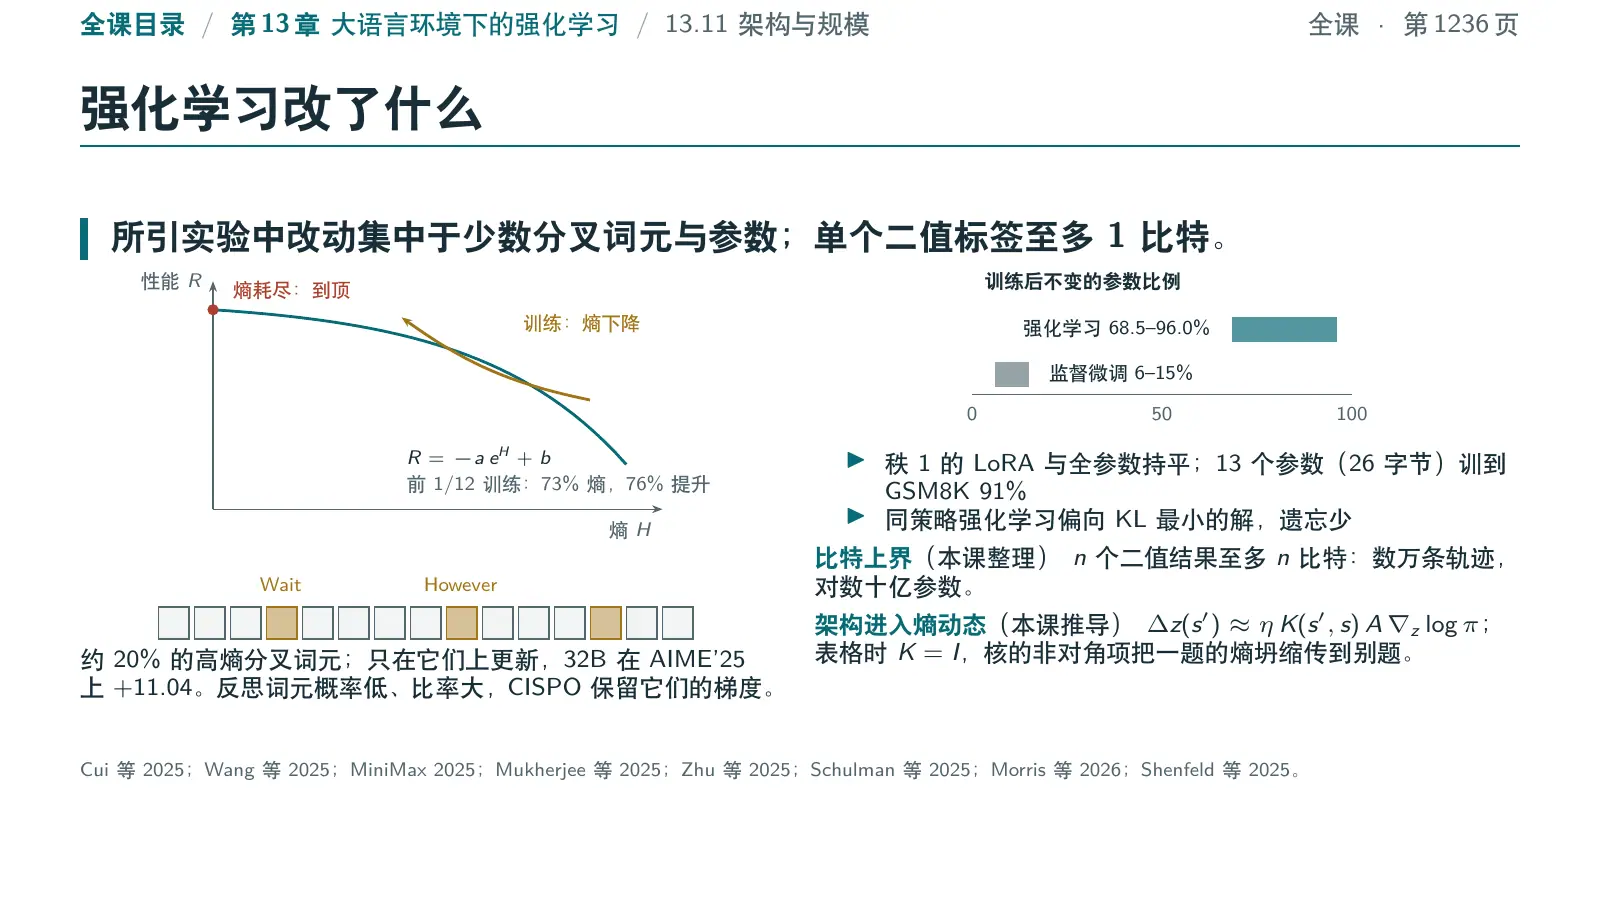 全课目录 / 第 13 章 大语言环境下的强化学习 / 13.11 架构与规模
全课 · 第 1236 页
强化学习改了什么
所引实验中改动集中于少数分叉词元与参数；单个二值标签至多 1 比特。
性能 R
熵耗尽：到顶
训练：熵下降
R = −a e^H + b
前 1/12 训练：73% 熵，76% 提升
熵 H
Wait However
约 20% 的高熵分叉词元；只在它们上更新，32B 在 AIME’25
上 +11.04。反思词元概率低、比率大，CISPO 保留它们的梯度。
训练后不变的参数比例
强化学习 68.5–96.0%
监督微调 6–15%
0 50 100
▶ 秩 1 的 LoRA 与全参数持平；13 个参数（26 字节）训到
GSM8K 91%
▶ 同策略强化学习偏向 KL 最小的解，遗忘少
比特上界（本课整理） n 个二值结果至多 n 比特：数万条轨迹，
对数十亿参数。
架构进入熵动态（本课推导） Δz(s′) ≈ η K(s′, s) A ∇_z log π；
表格时 K = I，核的非对角项把一题的熵坍缩传到别题。
Cui 等 2025；Wang 等 2025；MiniMax 2025；Mukherjee 等 2025；Zhu 等 2025；Schulman 等 2025；Morris 等 2026；Shenfeld 等 2025。